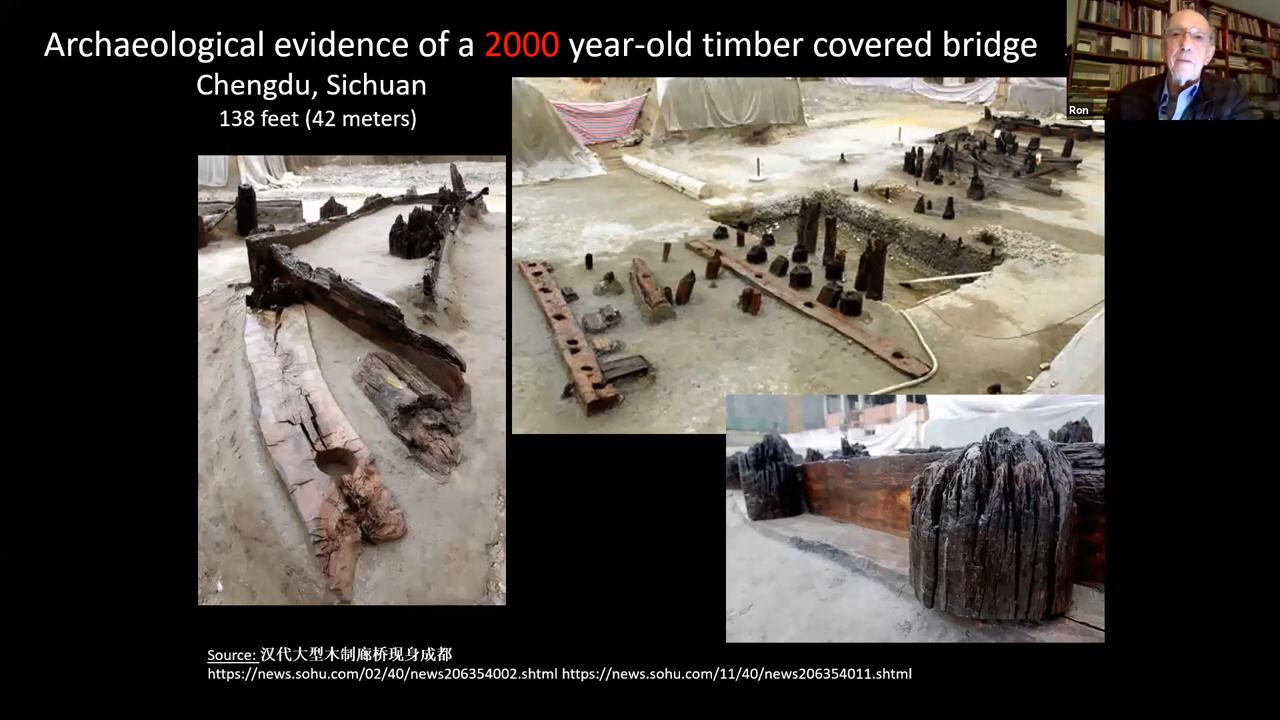 Archaeological evidence of a 2000 year-old timber covered bridge
Chengdu, Sichuan
138 feet (42 meters)
Ron
Source: 汉代大型木制廊桥现身成都
https://news.sohu.com/02/40/news206354002.shtml https://news.sohu.com/11/40/news206354011.shtml